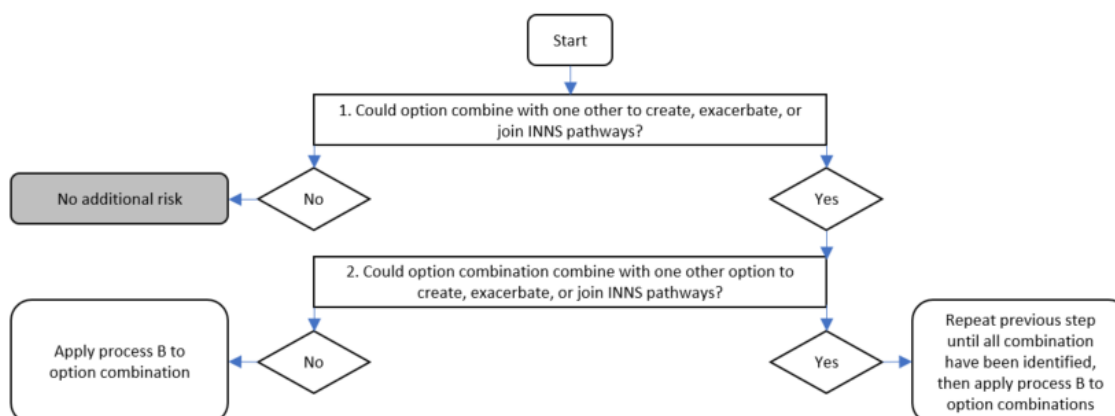 Start
1. Could option combine with one other to create, exacerbate, or
join INNS pathways?
No additional risk
No
Yes
2. Could option combination combine with one other option to
create, exacerbate, or join INNS pathways?
Apply process B to
option combination
No
Yes
Repeat previous step
until all combination
have been identified,
then apply process B to
option combinations